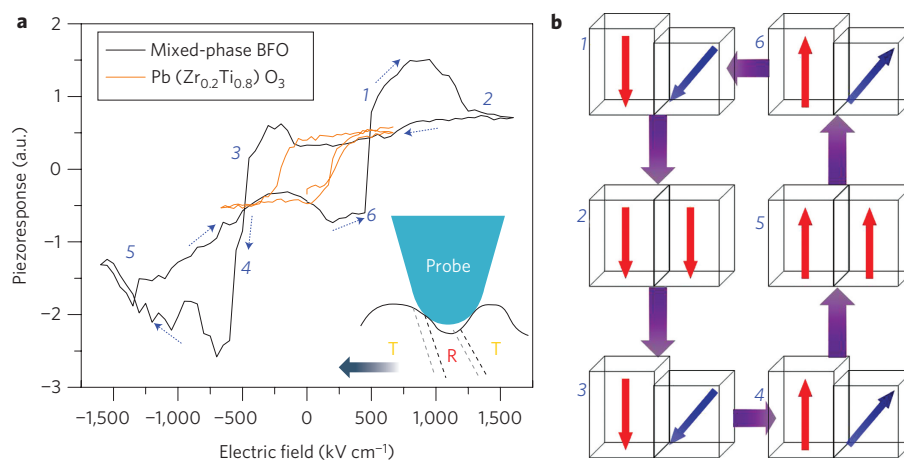 a
Piezoresponse (a.u.)
2
1
0
−1
−2
−3
Mixed-phase BFO
Pb (Zr0.2Ti0.8) O3
1
2
3
4
5
6
Probe
T
R
T
−1,500
−1,000
−500
0
500
1,000
1,500
Electric field (kV cm−1)
b
1
6
2
5
3
4